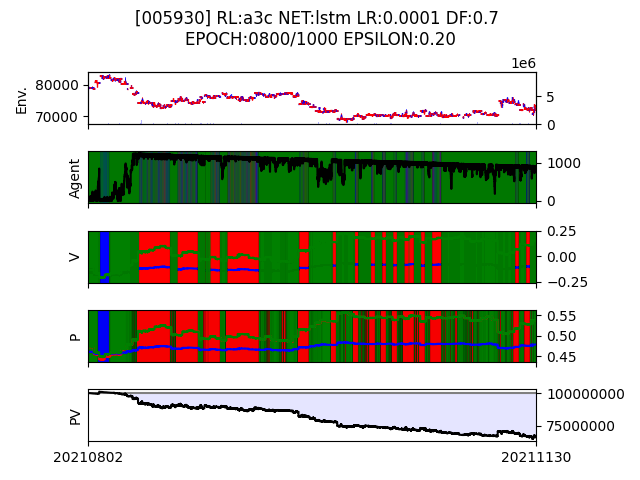 [005930] RL:a3c NET:lstm LR:0.0001 DF:0.7
EPOCH:0800/1000 EPSILON:0.20
1e6
Env.
80000
70000
5
0
Agent
1000
0
V
0.25
0.00
−0.25
P
0.55
0.50
0.45
PV
100000000
75000000
20210802
20211130